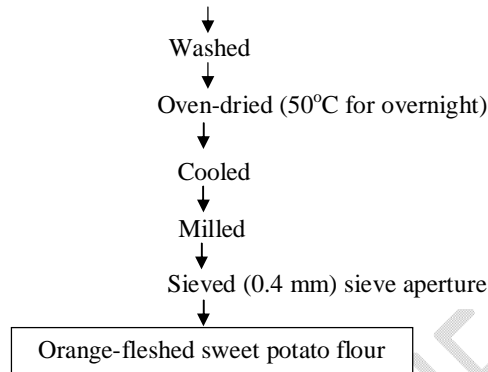 Washed
Oven-dried (50°C for overnight)
Cooled
Milled
Sieved (0.4 mm) sieve aperture
Orange-fleshed sweet potato flour